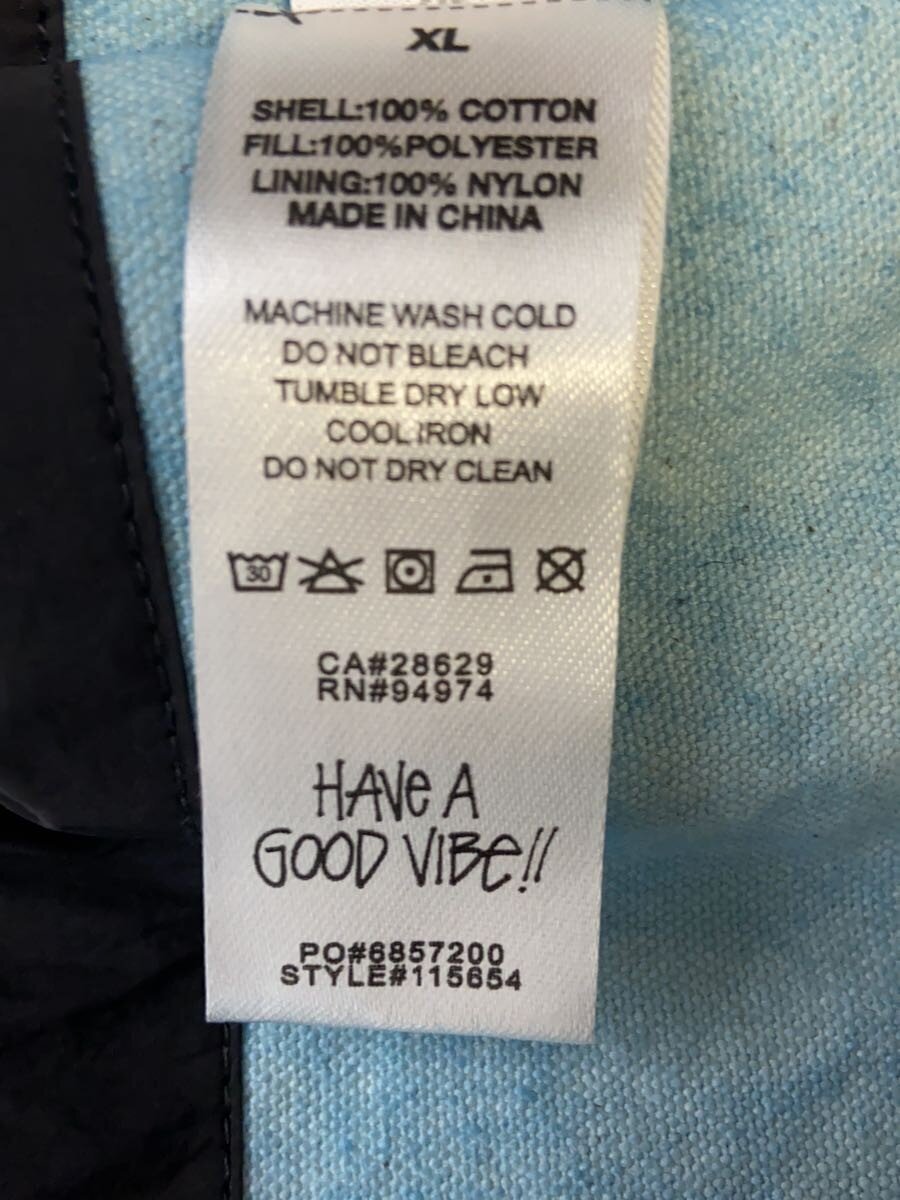 XL
SHELL:100% COTTON
FILL:100%POLYESTER
LINING:100% NYLON
MADE IN CHINA
MACHINE WASH COLD
DO NOT BLEACH
TUMBLE DRY LOW
COOL IRON
DO NOT DRY CLEAN
30
CA#28629
RN#94974
HAVe A
GOOD VIBe!!
PO#6857200
STYLE#115654